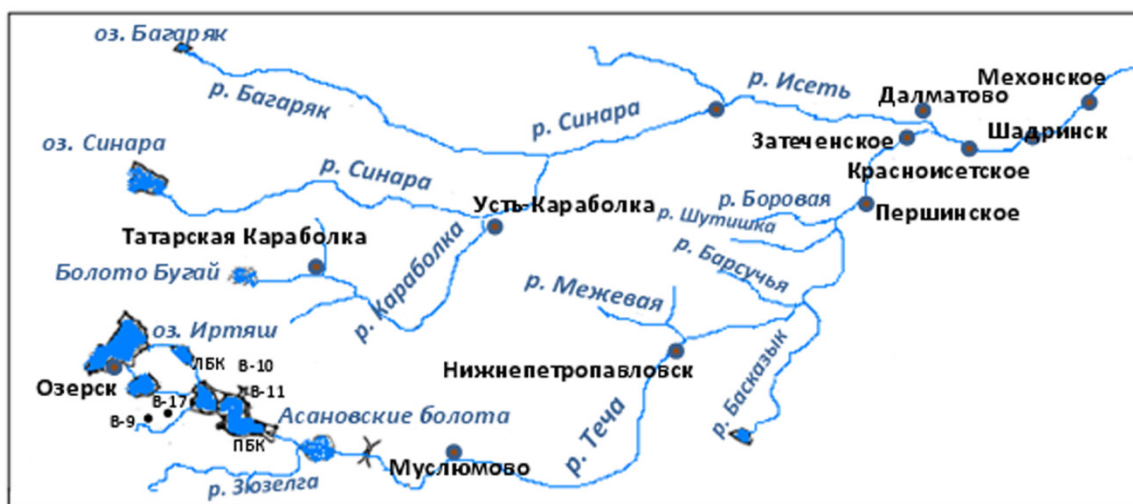 оз. Багаряк
р. Багаряк
р. Исеть
Мехонское
Далматово
р. Синара
Затеченское
Шадринск
оз. Синара
Красноисетское
р. Синара
Усть-Караболка
р. Боровая
Першинское
р. Шутишка
Татарская Караболка
р. Барсучья
Болото Бугай
р. Караболка
р. Межевая
оз. Иртяш
ЛБК
В-10
Озерск
В-11
Нижнепетропавловск
В-17
В-9
Асановские болота
р. Басказык
ПБК
р. Теча
Муслюмово
р. Зюзелга